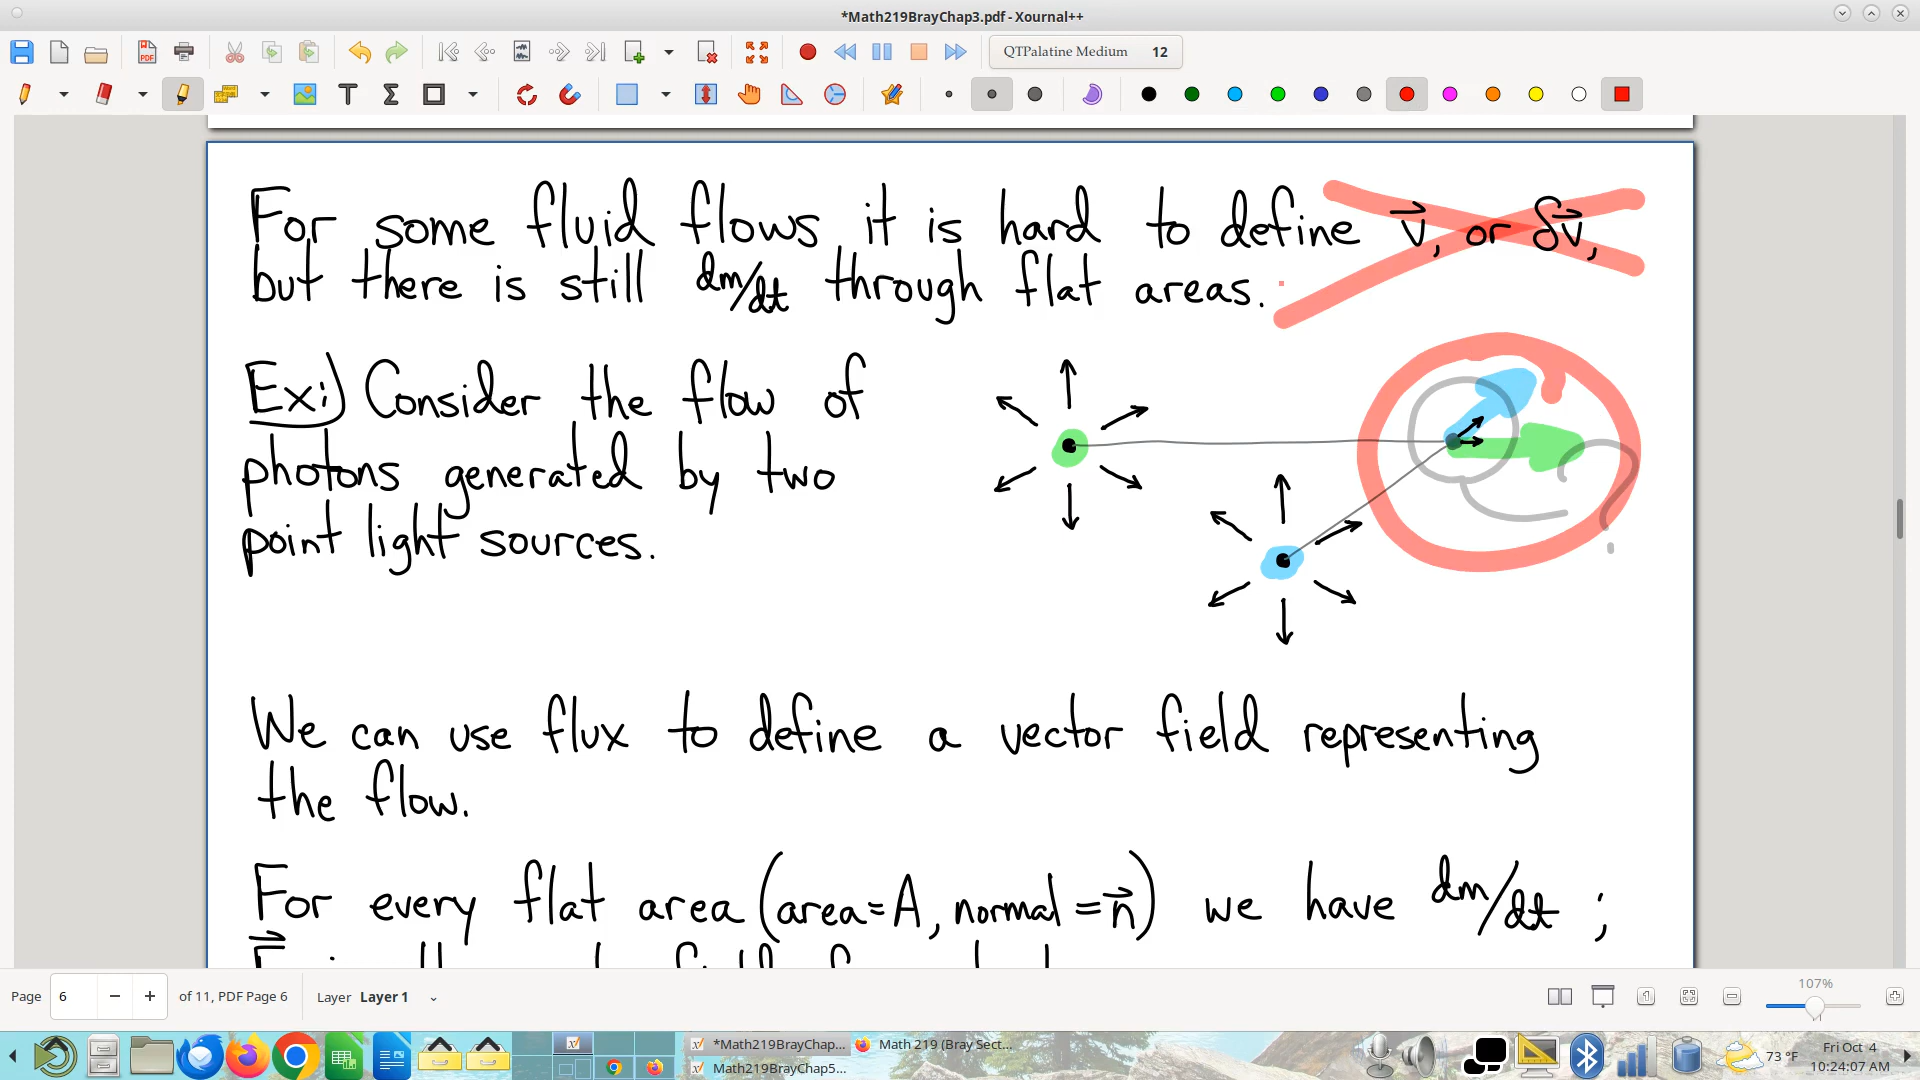 *Math219BrayChap3.pdf - Xournal++
QTPalatine Medium 12
For some fluid flows it is hard to define v⃗, or δv⃗,
but there is still dm/dt through flat areas.
Ex:) Consider the flow of
photons generated by two
point light sources.
We can use flux to define a vector field representing
the flow.
For every flat area (area=A, normal=n⃗) we have dm/dt ;
Page 6 of 11, PDF Page 6 Layer Layer 1
107%
*Math219BrayChap... Math 219 (Bray Sect...
Math219BrayChap5...
73 °F
Fri Oct 4
10:24:07 AM